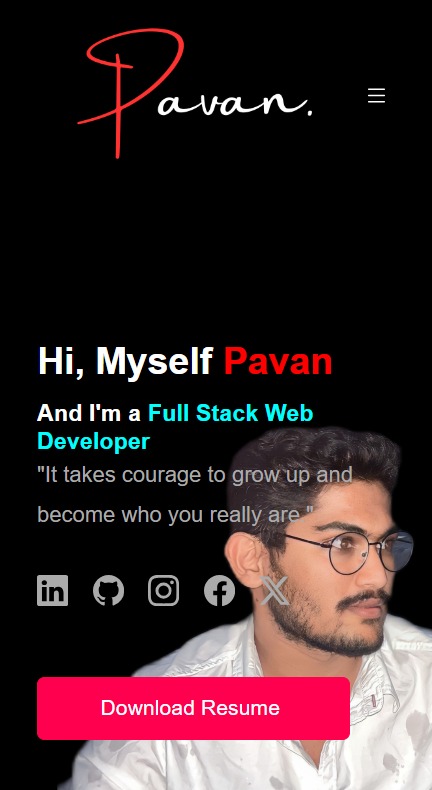 Pavan.
Hi, Myself Pavan
And I'm a Full Stack Web
Developer
"It takes courage to grow up and
become who you really are."
Download Resume